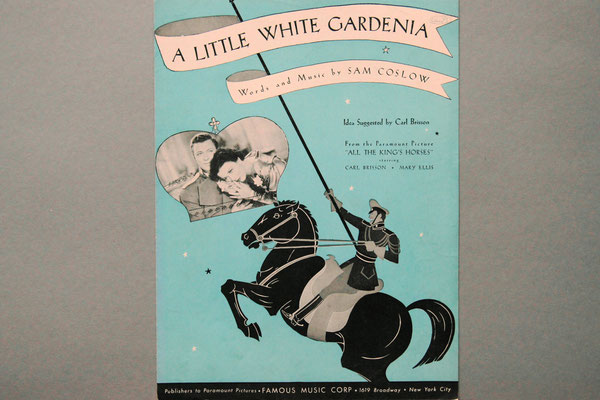 A LITTLE WHITE GARDENIA
Words and Music by SAM COSLOW
Idea Suggested by Carl Brisson
From the Paramount Picture
"ALL THE KING'S HORSES"
starring
CARL BRISSON • MARY ELLIS
Publishers to Paramount Pictures • FAMOUS MUSIC CORP • 1619 Broadway • New York City